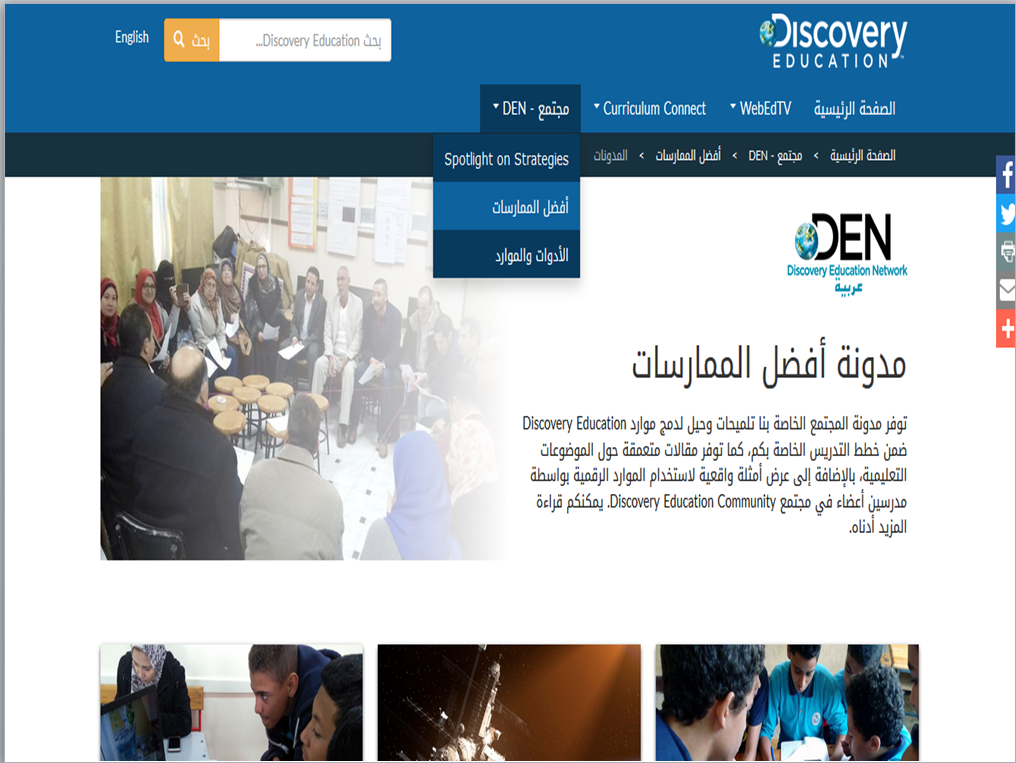 Discovery
EDUCATION
بحث Discovery Education...
بحث
English
الصفحة الرئيسية
WebEdTV
Curriculum Connect
مجتمع - DEN
الصفحة الرئيسية > مجتمع - DEN > أفضل الممارسات > المدونات
Spotlight on Strategies
أفضل الممارسات
الأدوات والموارد
DEN
Discovery Education Network
عربية
مدونة أفضل الممارسات
توفر مدونة المجتمع الخاصة بنا تلميحات وحيل لدمج موارد Discovery Education
ضمن خطط التدريس الخاصة بكم، كما توفر مقالات متعمقة حول الموضوعات
التعليمية، بالإضافة إلى عرض أمثلة واقعية لاستخدام الموارد الرقمية بواسطة
مدرسين أعضاء في مجتمع Discovery Education Community. يمكنكم قراءة
المزيد أدناه.